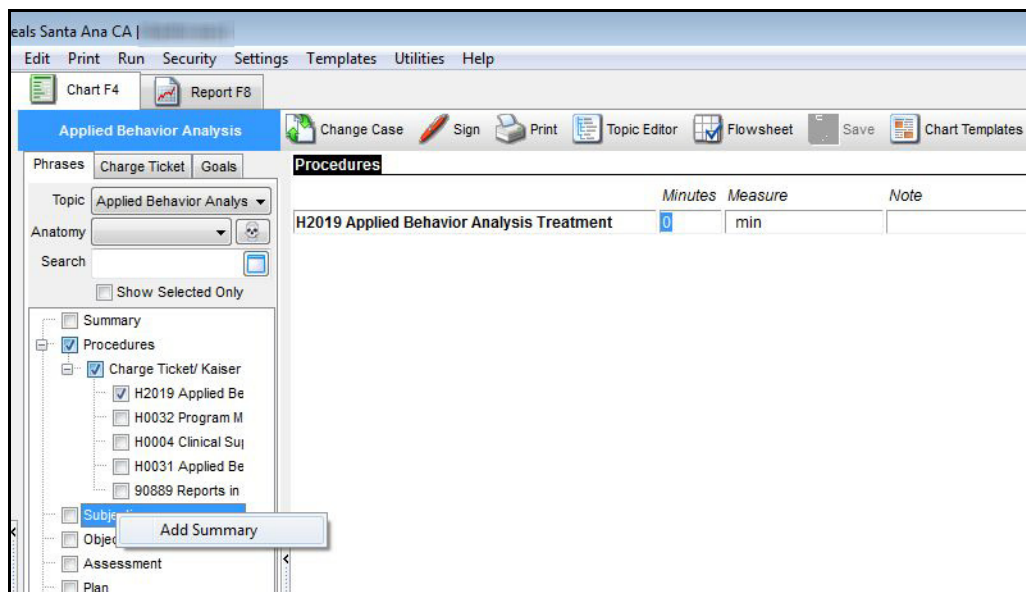 eals Santa Ana CA |
Edit Print Run Security Settings Templates Utilities Help
Chart F4 Report F8
Applied Behavior Analysis Change Case Sign Print Topic Editor Flowsheet Save Chart Templates
Phrases Charge Ticket Goals
Procedures
Topic Applied Behavior Analys
Minutes Measure Note
Anatomy
H2019 Applied Behavior Analysis Treatment 0 min
Search
Show Selected Only
Summary
Procedures
Charge Ticket/ Kaiser
H2019 Applied Be
H0032 Program M
H0004 Clinical Su
H0031 Applied Be
90889 Reports in
Subje
Add Summary
Objec
Assessment
Plan